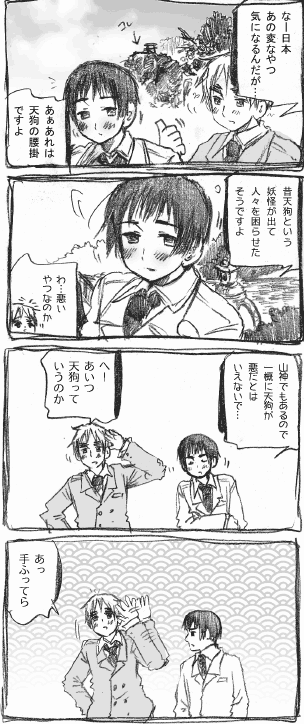 なー日本
あの変なやつ
気になるんだが…
コレ
あぁあれは
天狗の腰掛
ですよ
昔天狗という
妖怪が出て
人々を困らせた
そうですよ
わ…悪い
やつなのか
山神でもあるので
一概に天狗が
悪だとは
いえないで…
へー！
あいつ
天狗って
いうのか
あっ
手ふってら